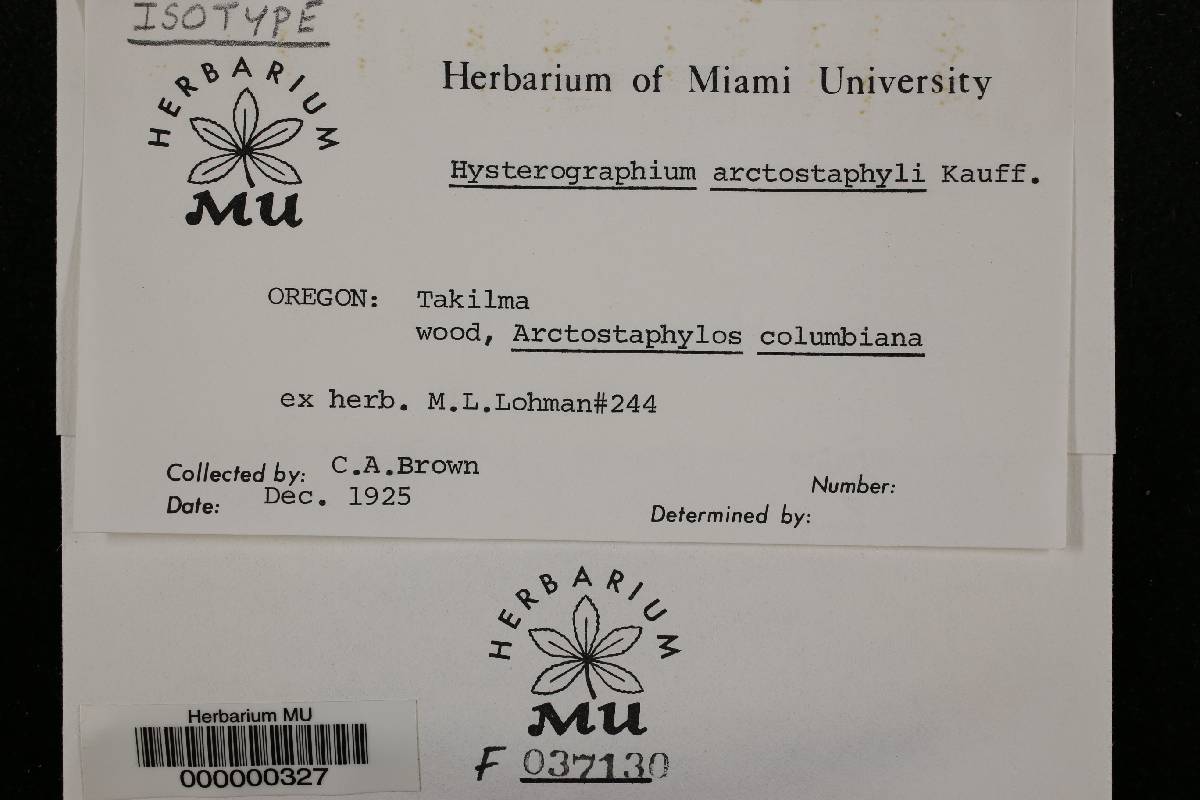 ISOTYPE
HERBARIUM
MU
Herbarium of Miami University
Hysterographium arctostaphyli Kauff.
OREGON: Takilma
wood, Arctostaphylos columbiana
ex herb. M.L.Lohman#244
Collected by: C.A.Brown
Date: Dec. 1925
Number:
Determined by:
HERBARIUM
MU
F 037130
Herbarium MU
000000327